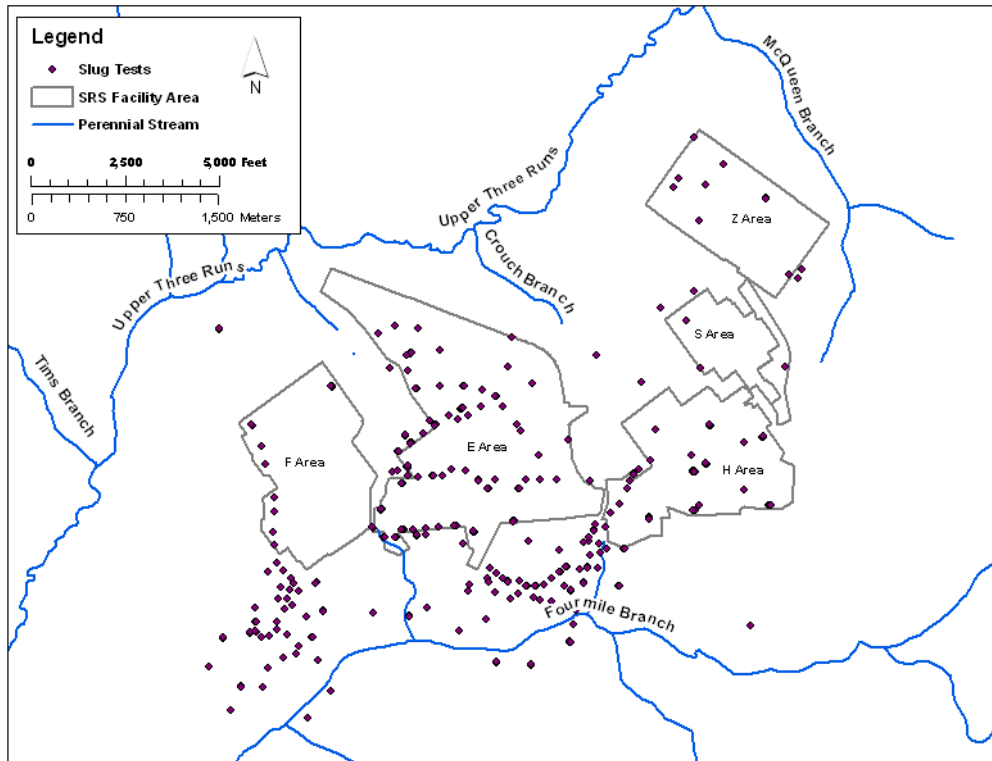 Legend
Slug Tests
SRS Facility Area
Perennial Stream
N
0 2,500 5,000 Feet
0 750 1,500 Meters
McQueen Branch
Upper Three Runs
Z Area
Crouch Branch
Upper Three Runs
S Area
Tims Branch
E Area
F Area
H Area
Fourmile Branch